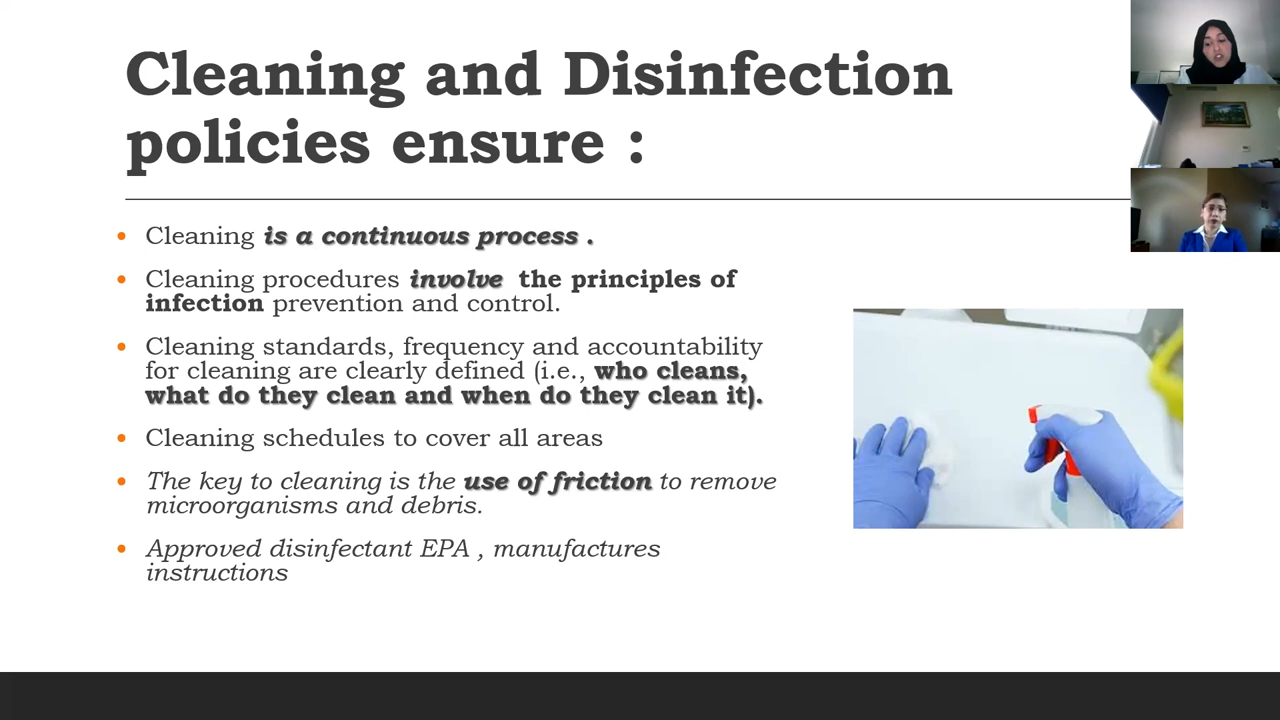 Cleaning and Disinfection
policies ensure :
• Cleaning is a continuous process .
• Cleaning procedures involve the principles of
infection prevention and control.
• Cleaning standards, frequency and accountability
for cleaning are clearly defined (i.e., who cleans,
what do they clean and when do they clean it).
• Cleaning schedules to cover all areas
• The key to cleaning is the use of friction to remove
microorganisms and debris.
• Approved disinfectant EPA , manufactures
instructions